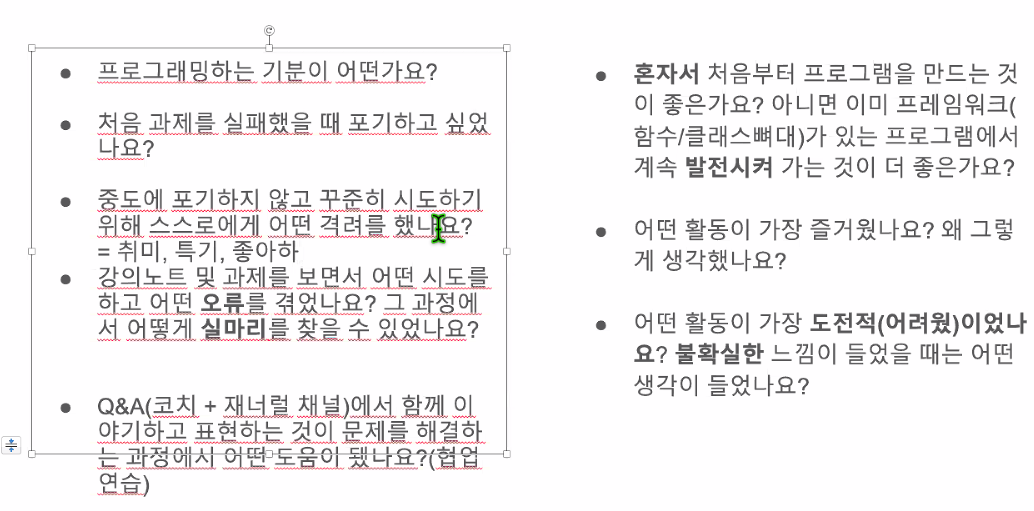 ● 프로그래밍하는 기분이 어떤가요?
● 처음 과제를 실패했을 때 포기하고 싶었
나요?
● 중도에 포기하지 않고 꾸준히 시도하기
위해 스스로에게 어떤 격려를 했나요?
= 취미, 특기, 좋아하
● 강의노트 및 과제를 보면서 어떤 시도를
하고 어떤 오류를 겪었나요? 그 과정에
서 어떻게 실마리를 찾을 수 있었나요?
● Q&A(코치 + 재너럴 채널)에서 함께 이
야기하고 표현하는 것이 문제를 해결하
는 과정에서 어떤 도움이 됐나요?(협업
연습)
● 혼자서 처음부터 프로그램을 만드는 것
이 좋은가요? 아니면 이미 프레임워크(
함수/클래스뼈대)가 있는 프로그램에서
계속 발전시켜 가는 것이 더 좋은가요?
● 어떤 활동이 가장 즐거웠나요? 왜 그렇
게 생각했나요?
● 어떤 활동이 가장 도전적(어려웠)이었나
요? 불확실한 느낌이 들었을 때는 어떤
생각이 들었나요?